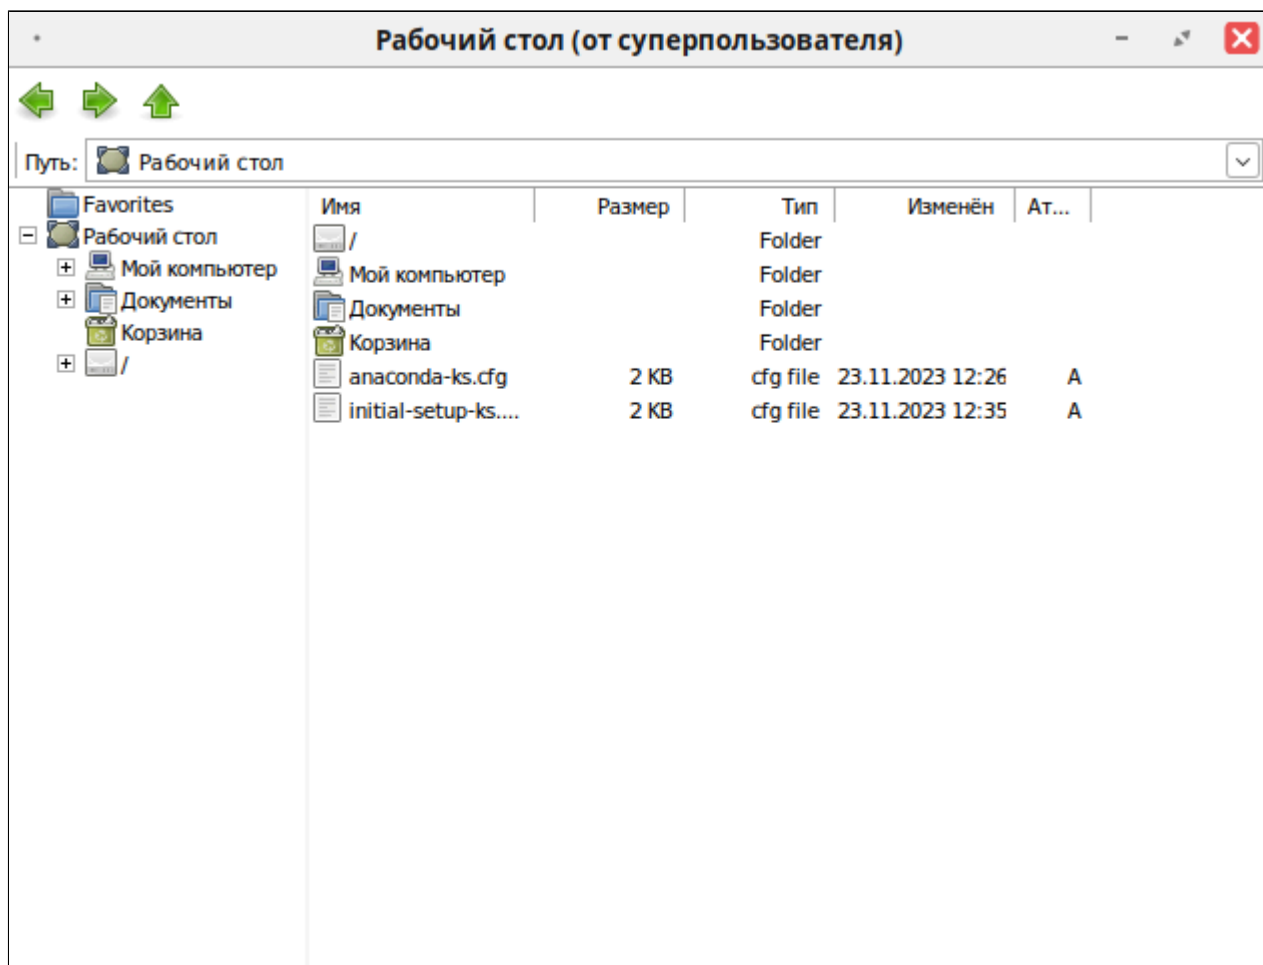 Рабочий стол (от суперпользователя)
Путь: Рабочий стол
Favorites
Рабочий стол
Мой компьютер
Документы
Корзина
/
Имя Размер Тип Изменён Ат...
/ Folder
Мой компьютер Folder
Документы Folder
Корзина Folder
anaconda-ks.cfg 2 KB cfg file 23.11.2023 12:26 A
initial-setup-ks.... 2 KB cfg file 23.11.2023 12:35 A